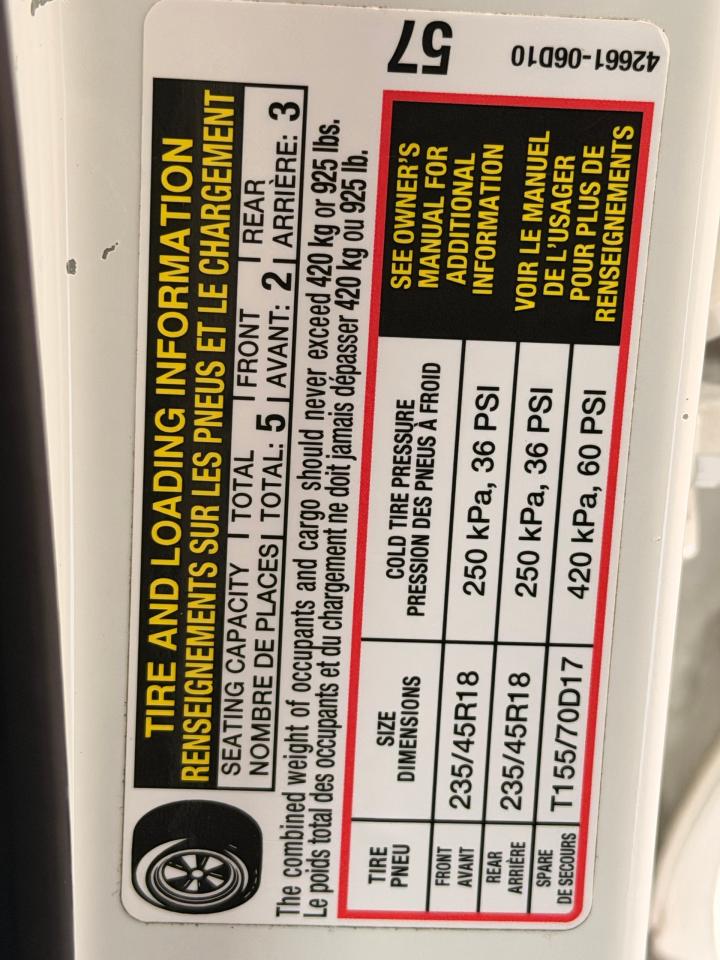 TIRE AND LOADING INFORMATION
RENSEIGNEMENTS SUR LES PNEUS ET LE CHARGEMENT
SEATING CAPACITY | TOTAL | FRONT | REAR
NOMBRE DE PLACES | TOTAL: 5 | AVANT: 2 | ARRIÈRE: 3
The combined weight of occupants and cargo should never exceed 420 kg or 925 lbs.
Le poids total des occupants et du chargement ne doit jamais dépasser 420 kg ou 925 lb.
TIRE
PNEU
SIZE
DIMENSIONS
COLD TIRE PRESSURE
PRESSION DES PNEUS À FROID
FRONT
AVANT
235/45R18
250 kPa, 36 PSI
REAR
ARRIÈRE
235/45R18
250 kPa, 36 PSI
SPARE
DE SECOURS
T155/70D17
420 kPa, 60 PSI
SEE OWNER'S
MANUAL FOR
ADDITIONAL
INFORMATION
VOIR LE MANUEL
DE L'USAGER
POUR PLUS DE
RENSEIGNEMENTS
57
42661-06D10